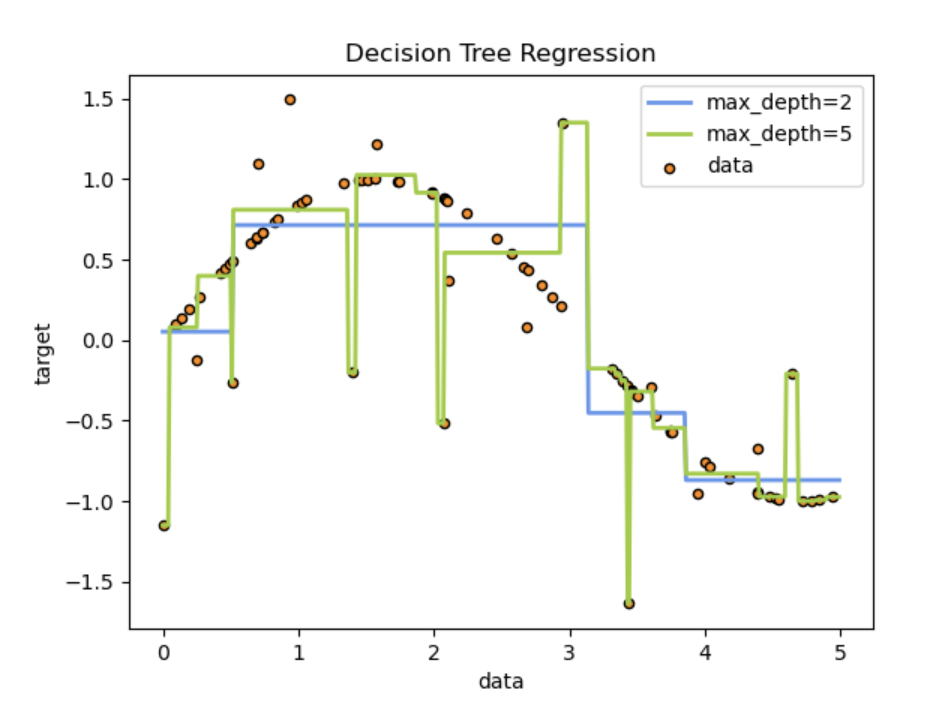 Decision Tree Regression
max_depth=2
max_depth=5
data
1.5
1.0
0.5
0.0
−0.5
−1.0
−1.5
target
0 1 2 3 4 5
data